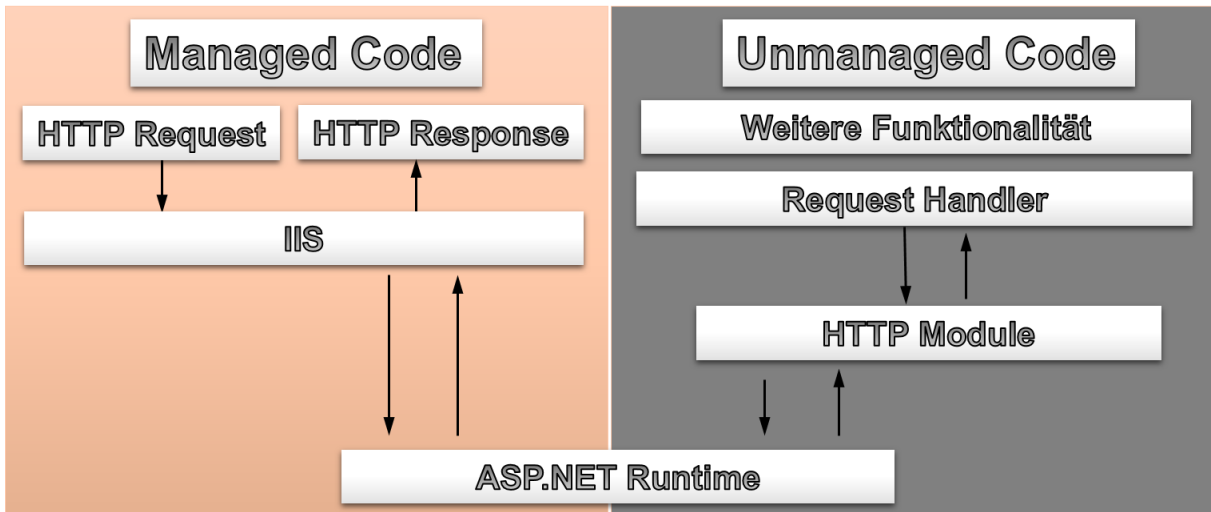 Managed Code
Unmanaged Code
HTTP Request
HTTP Response
Weitere Funktionalität
Request Handler
IIS
HTTP Module
ASP.NET Runtime